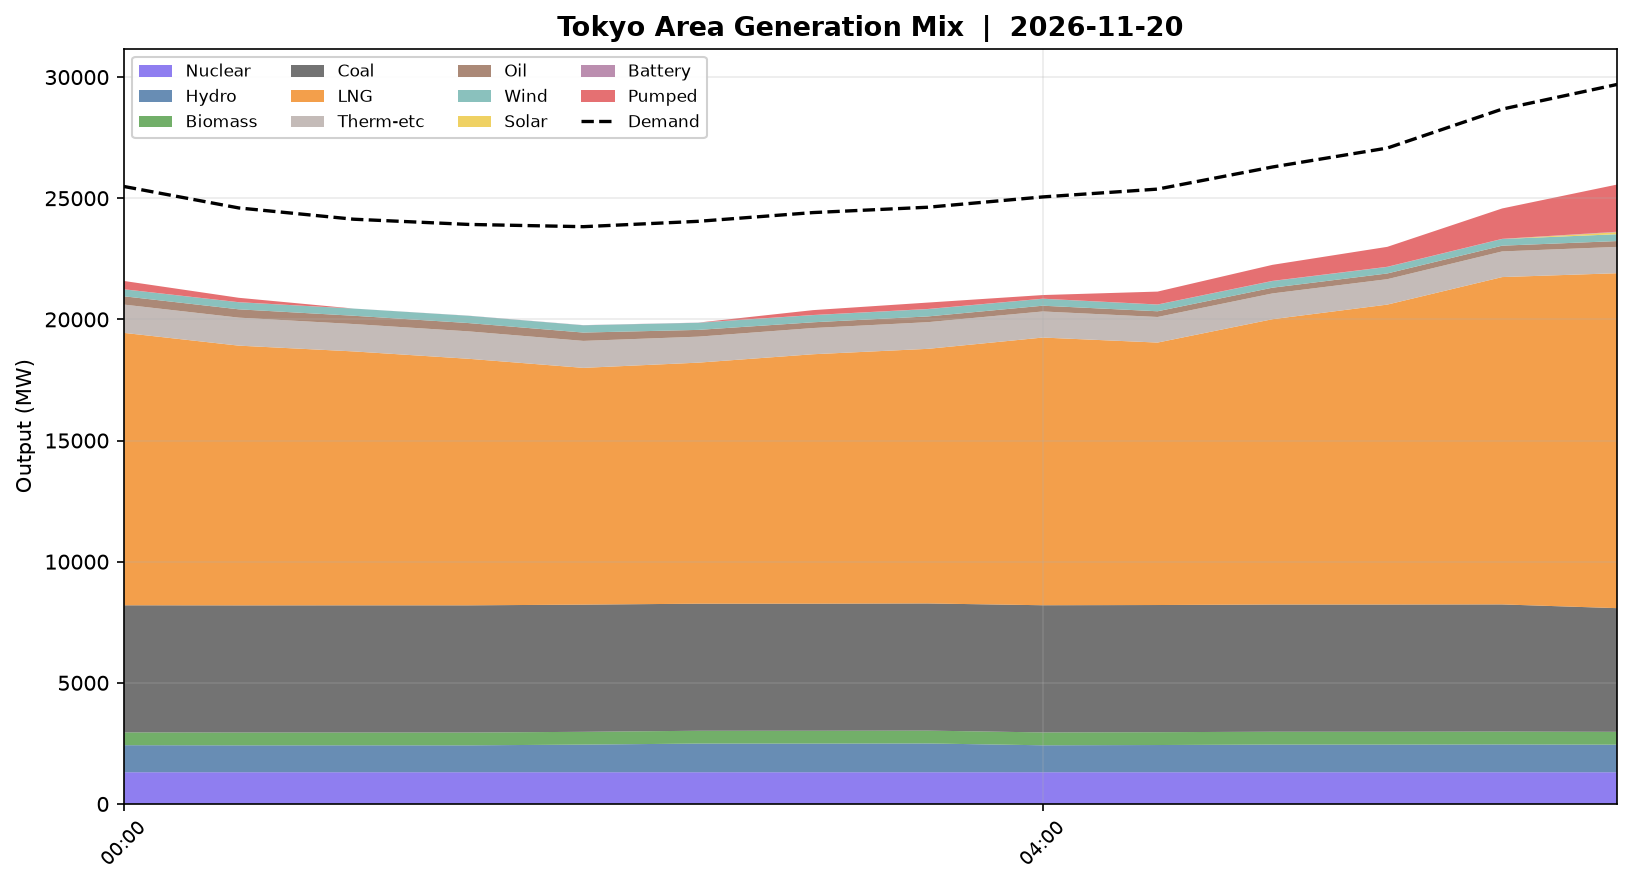 Tokyo Area Generation Mix | 2026-11-20
Nuclear Coal Oil Battery
Hydro LNG Wind Pumped
Biomass Therm-etc Solar Demand
Output (MW)
30000
25000
20000
15000
10000
5000
0
00:00 04:00